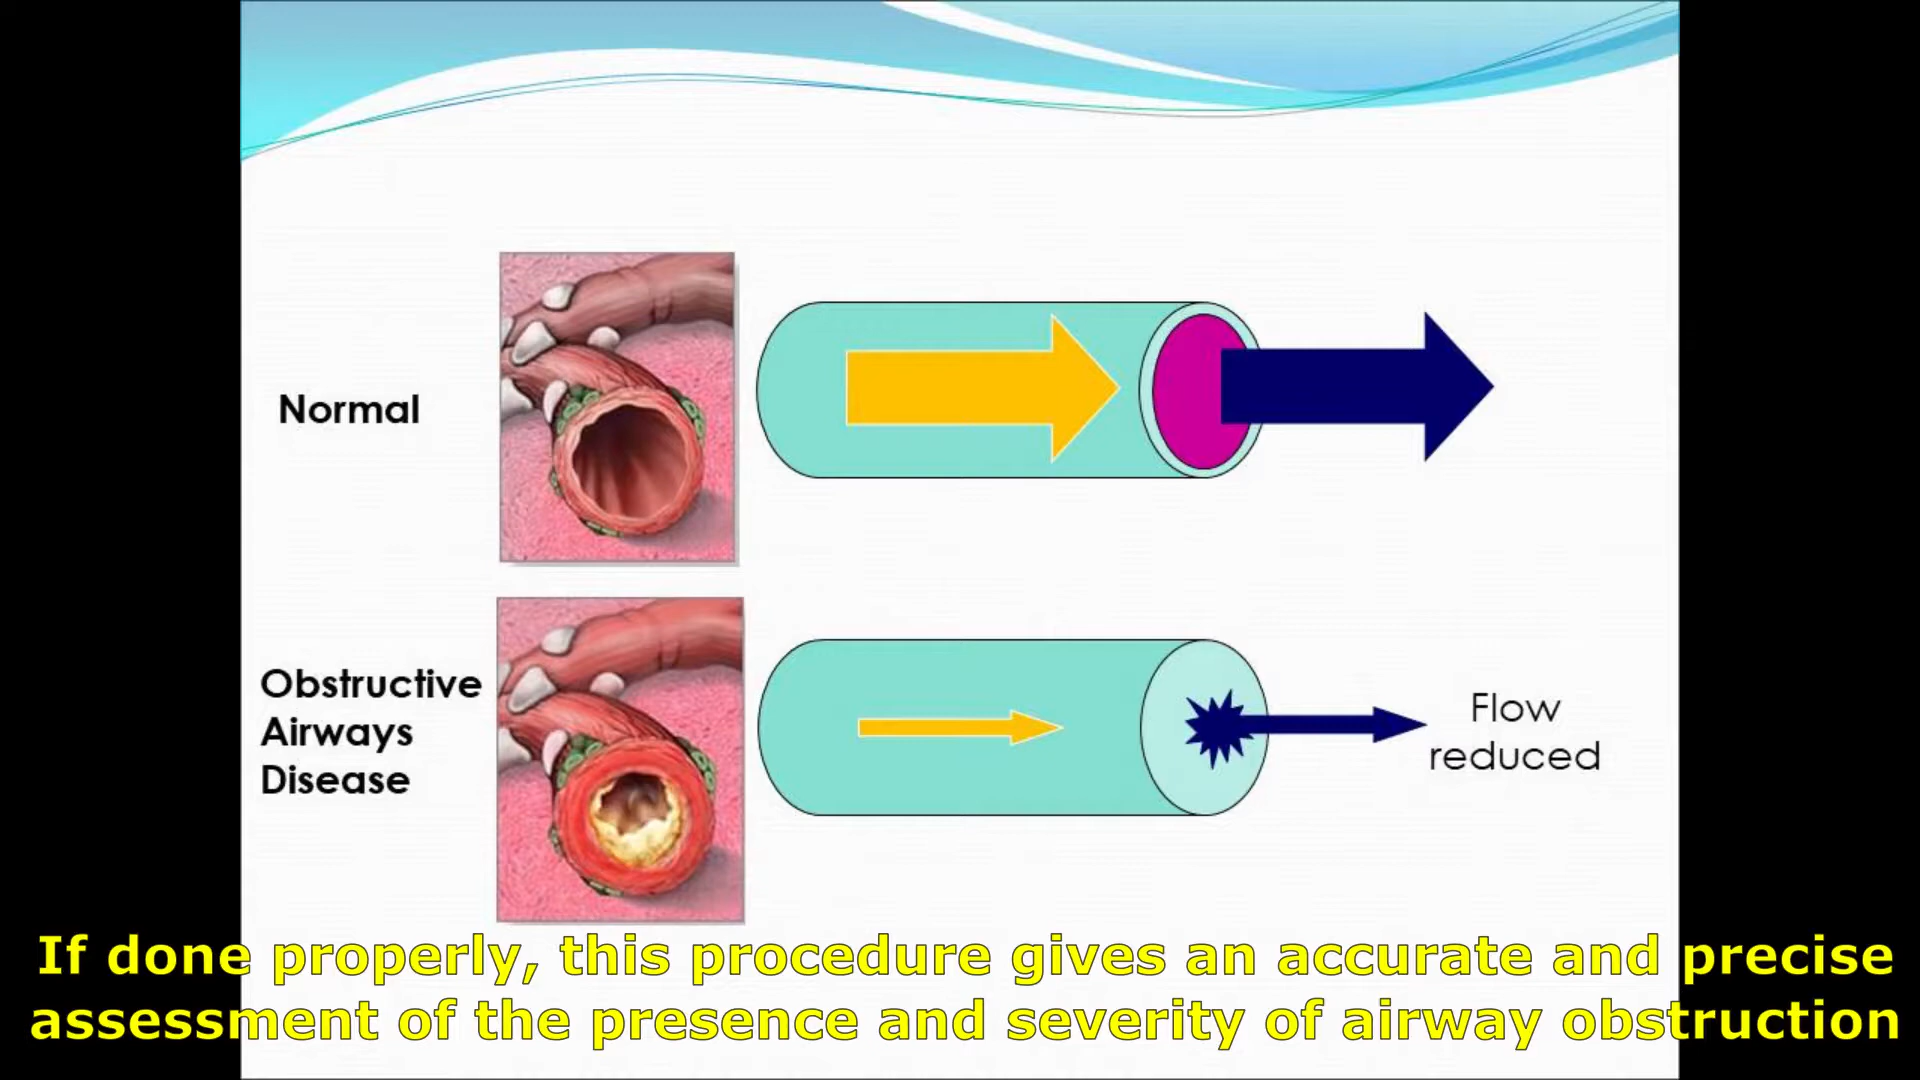 Normal
Obstructive
Airways
Disease
Flow
reduced
If done properly, this procedure gives an accurate and precise
assessment of the presence and severity of airway obstruction